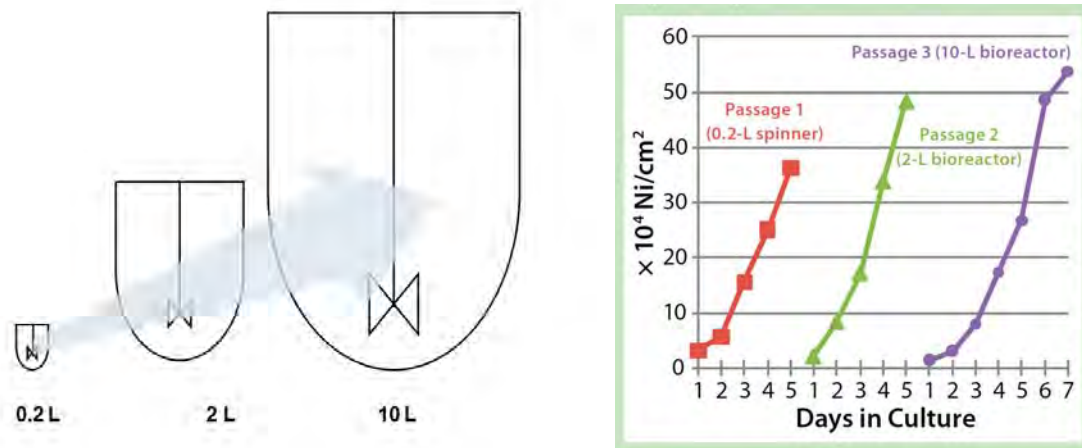 0.2 L 2 L 10 L
× 10⁴ Ni/cm²
60
50
40
30
20
10
0
Passage 1
(0.2-L spinner)
Passage 2
(2-L bioreactor)
Passage 3 (10-L bioreactor)
1 2 3 4 5 1 2 3 4 5 1 2 3 4 5 6 7
Days in Culture